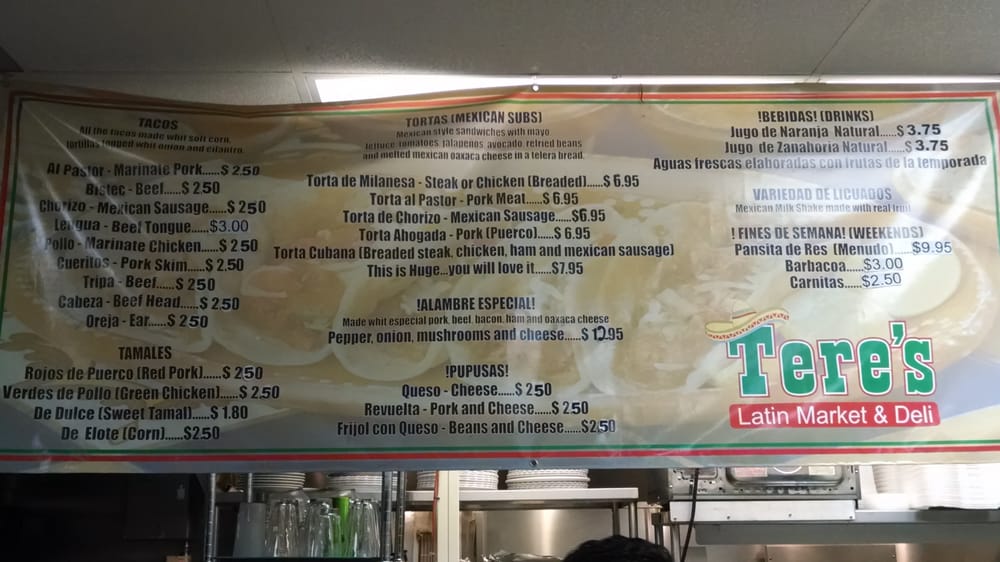 TACOS
All the tacos made whit soft corn,
tortillas topped whit onion and cilantro.
Al Pastor - Marinate Pork.....$ 2.50
Bistec - Beef.....$ 2.50
Chorizo - Mexican Sausage.....$ 2.50
Lengua - Beef Tongue......$3.00
Pollo - Marinate Chicken.....$ 2.50
Cueritos - Pork Skim.....$ 2.50
Tripa - Beef.....$ 2.50
Cabeza - Beef Head.....$ 2.50
Oreja - Ear.....$ 2.50
TAMALES
Rojos de Puerco (Red Pork).....$ 2.50
Verdes de Pollo (Green Chicken)....$ 2.50
De Dulce (Sweet Tamal)....$ 1.80
De Elote (Corn).....$2.50
TORTAS (MEXICAN SUBS)
Mexican style sandwiches with mayo
lettuce, tomatoes, jalapenos, avocado, refried beans
and melted mexican oaxaca cheese in a telera bread.
Torta de Milanesa - Steak or Chicken (Breaded).....$ 6.95
Torta al Pastor - Pork Meat.....$ 6.95
Torta de Chorizo - Mexican Sausage......$6.95
Torta Ahogada - Pork (Puerco).....$ 6.95
Torta Cubana (Breaded steak, chicken, ham and mexican sausage)
This is Huge...you will love it.....$7.95
!ALAMBRE ESPECIAL!
Made whit especial pork, beef, bacon, ham and oaxaca cheese
Pepper, onion, mushrooms and cheese.....$ 12.95
!PUPUSAS!
Queso - Cheese.....$ 2.50
Revuelta - Pork and Cheese.....$ 2.50
Frijol con Queso - Beans and Cheese......$2.50
!BEBIDAS! (DRINKS)
Jugo de Naranja Natural.....$ 3.75
Jugo de Zanahoria Natural.....$ 3.75
Aguas frescas elaboradas con frutas de la temporada
VARIEDAD DE LICUADOS
Mexican Milk Shake made with real fruit
! FINES DE SEMANA! (WEEKENDS)
Pansita de Res (Menudo).....$9.95
Barbacoa.....$3.00
Carnitas.....$2.50
Tere's
Latin Market & Deli